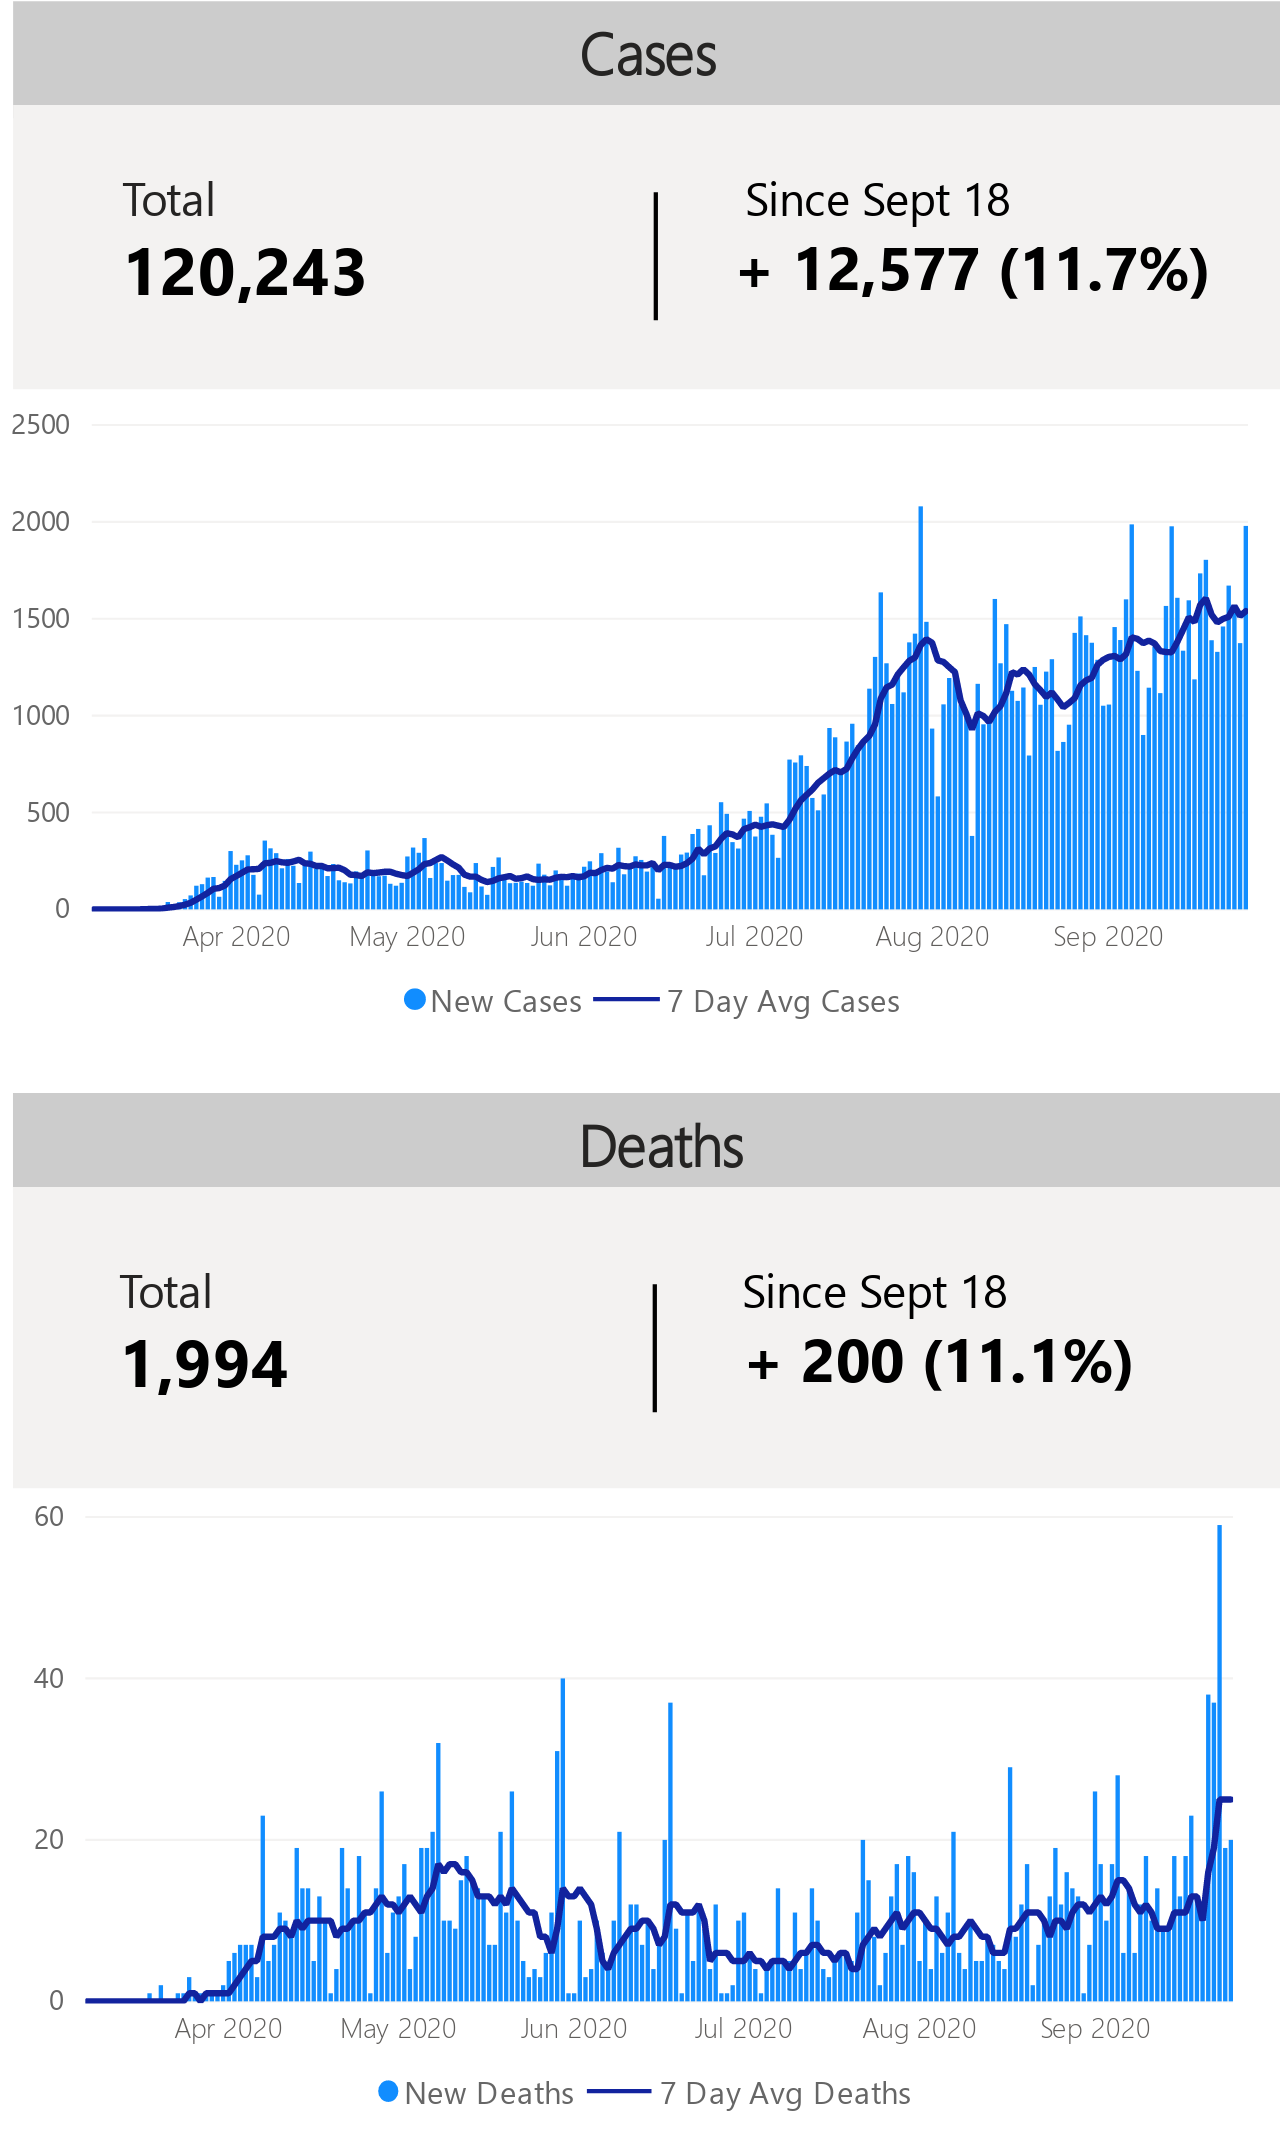 Cases
Total
Since Sept 18
120,243
+ 12,577 (11.7%)
2500
2000
1500
1000
500
0
Apr 2020
May 2020
Jun 2020
Jul 2020
Aug 2020
Sep 2020
New Cases
7 Day Avg Cases
Deaths
Total
Since Sept 18
1,994
+ 200 (11.1%)
60
40
20
0
Apr 2020
May 2020
Jun 2020
Jul 2020
Aug 2020
Sep 2020
New Deaths
7 Day Avg Deaths